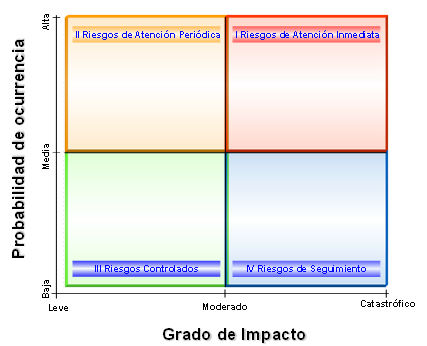 Alta
II Riesgos de Atención Periódica
I Riesgos de Atención Inmediata
Probabilidad de ocurrencia
Media
III Riesgos Controlados
IV Riesgos de Seguimiento
Baja
Leve
Moderado
Catastrófico
Grado de Impacto